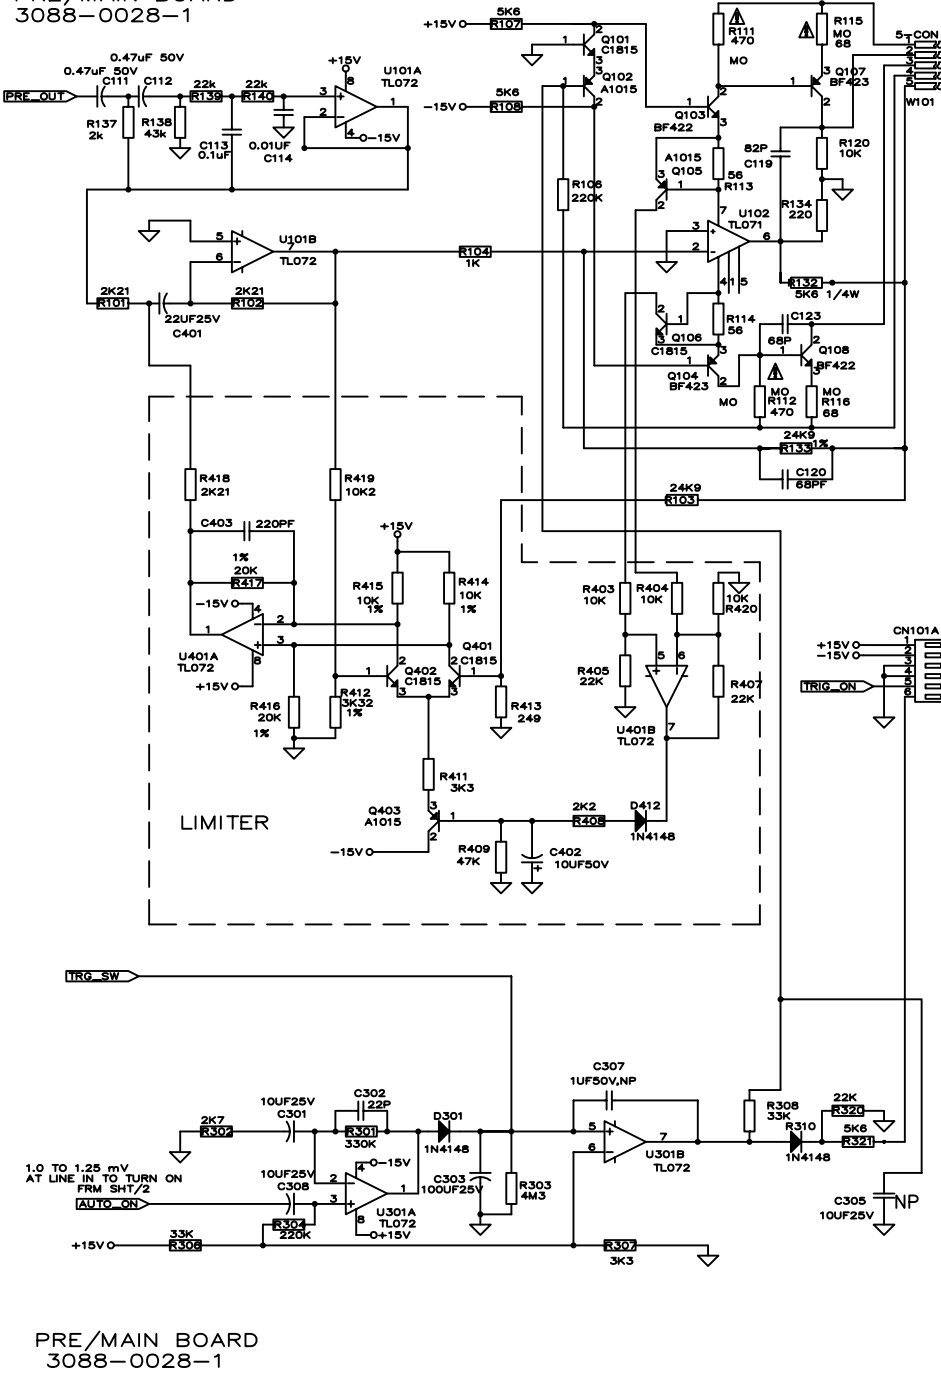 3088-0028-1
+15V
5K6
R107
Q101
C1815
Q102
A1015
-15V
5K6
R108
R111
470
MO
R115
MO
68
Q107
BF423
5-CON
1
2
3
4
5
W101
0.47uF 50V
C111
0.47uF 50V
C112
22k
R139
22k
R140
+15V
U101A
TL072
-15V
PRE_OUT
R137
2k
R138
43k
C113
0.1uF
0.01UF
C114
Q103
BF422
A1015
Q105
56
R113
82P
C119
R120
10K
R134
220
R106
220K
U102
TL071
U101B
TL072
R104
1K
R132
5K6 1/4W
2K21
R101
22UF25V
C401
2K21
R102
Q106
C1815
R114
56
Q104
BF423
C123
68P
Q108
BF422
MO
MO
R112
470
MO
R116
68
24K9
R133
1%
C120
68PF
24K9
R103
R418
2K21
R419
10K2
C403
220PF
1%
20K
R417
+15V
R415
10K
1%
R414
10K
1%
-15V
U401A
TL072
+15V
Q402
C1815
Q401
C1815
R416
20K
1%
R412
3K32
1%
R413
249
R403
10K
R404
10K
10K
R420
R405
22K
R407
22K
U401B
TL072
CN101A
+15V
-15V
1
2
3
4
5
6
TRIG_ON
R411
3K3
Q403
A1015
-15V
LIMITER
R409
47K
C402
10UF50V
2K2
R408
D412
1N4148
TRG_SW
C307
1UF50V,NP
10UF25V
C301
C302
22P
R301
330K
2K7
R302
D301
1N4148
U301B
TL072
R308
33K
R310
1N4148
22K
R320
5K6
R321
1.0 TO 1.25 mV
AT LINE IN TO TURN ON
FRM SHT/2
AUTO_ON
10UF25V
C308
-15V
U301A
TL072
+15V
R304
220K
C303
100UF25V
R303
4M3
C305
10UF25V
NP
+15V
33K
R306
R307
3K3
PRE/MAIN BOARD
3088-0028-1